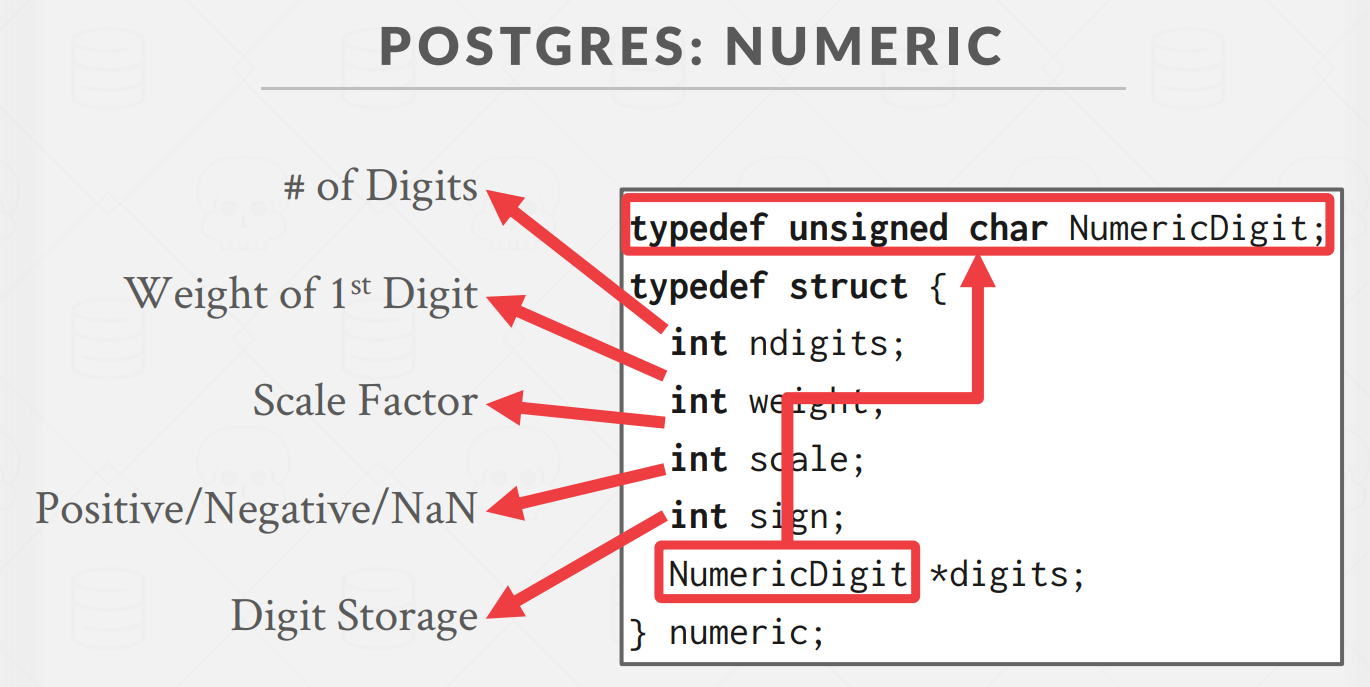 POSTGRES: NUMERIC
# of Digits
Weight of 1st Digit
Scale Factor
Positive/Negative/NaN
Digit Storage
typedef unsigned char NumericDigit;
typedef struct {
int ndigits;
int weight;
int scale;
int sign;
NumericDigit *digits;
} numeric;